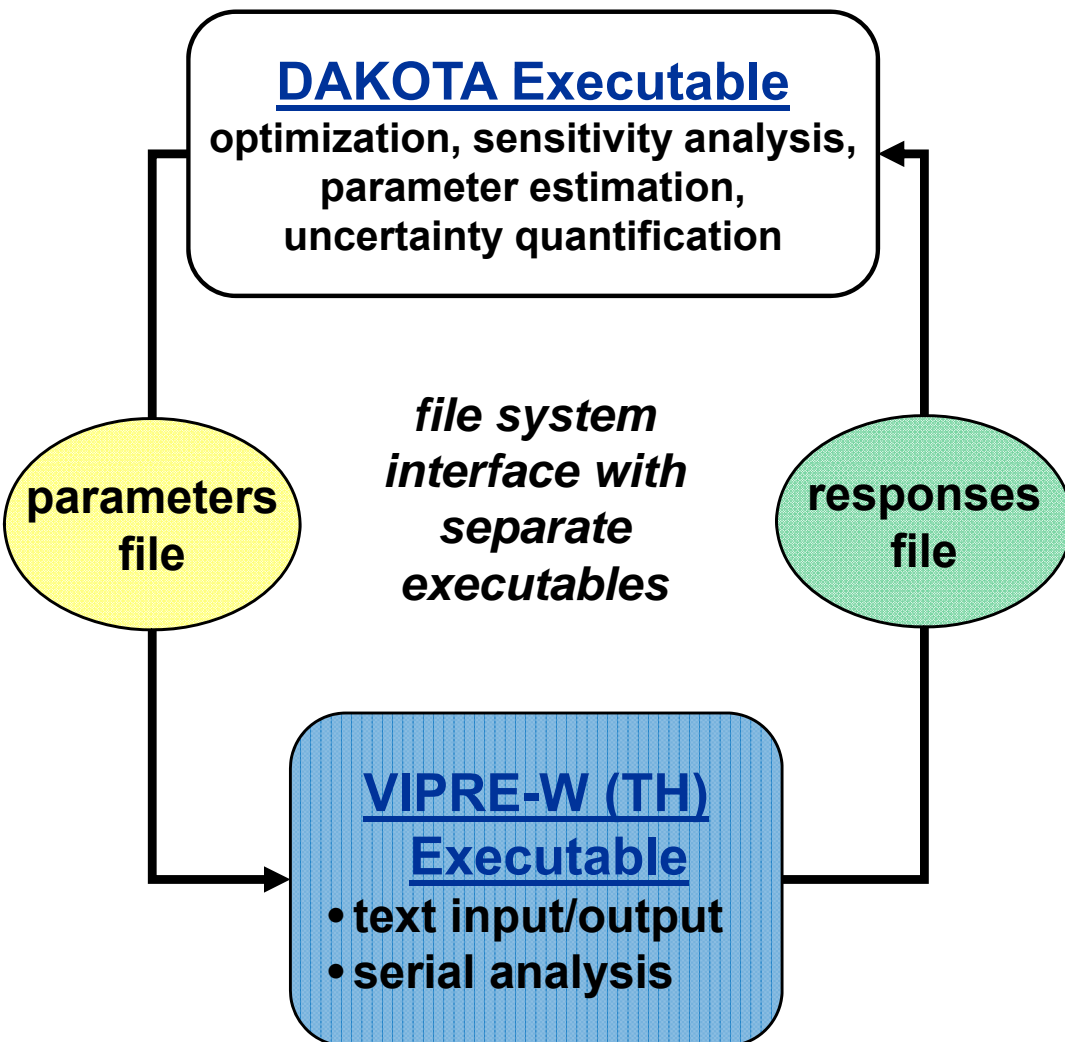 DAKOTA Executable
optimization, sensitivity analysis,
parameter estimation,
uncertainty quantification
file system
interface with
separate
executables
parameters
file
responses
file
VIPRE-W (TH)
Executable
• text input/output
• serial analysis